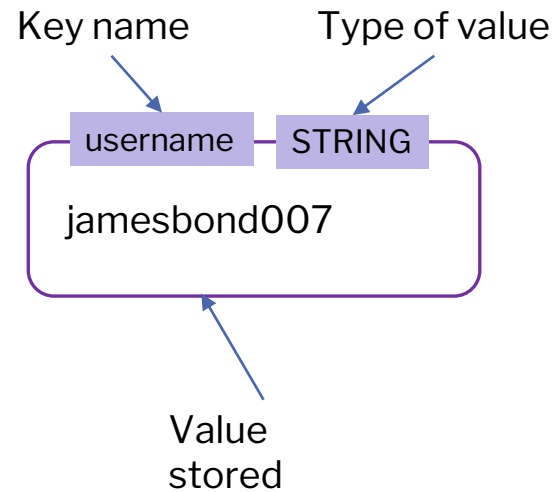 Key name
Type of value
username
STRING
jamesbond007
Value
stored